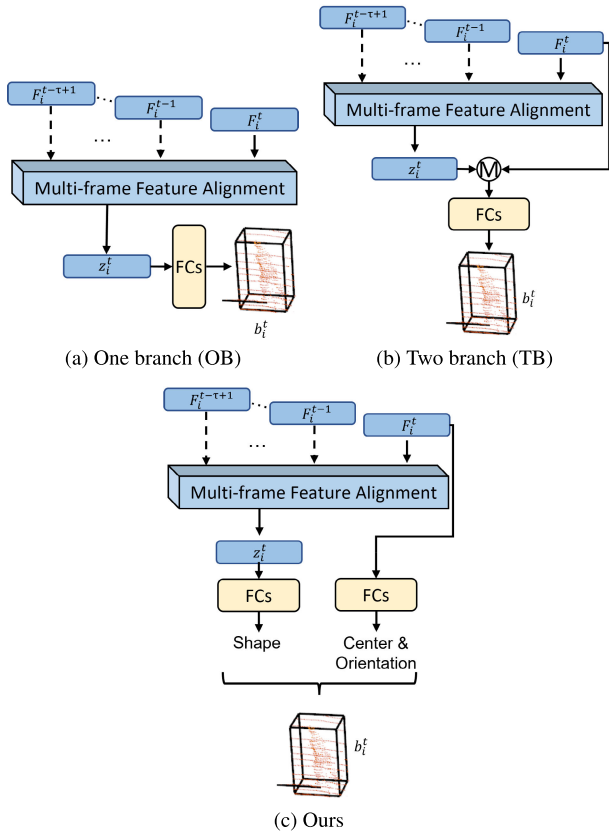 F_i^{t-τ+1} ... F_i^{t-1} F_i^t
...
Multi-frame Feature Alignment
z_i^t FCs
b_i^t
(a) One branch (OB)
F_i^{t-τ+1} ... F_i^{t-1} F_i^t
...
Multi-frame Feature Alignment
z_i^t M
FCs
b_i^t
(b) Two branch (TB)
F_i^{t-τ+1} ... F_i^{t-1} F_i^t
...
Multi-frame Feature Alignment
z_i^t
FCs FCs
Shape Center &
Orientation
b_i^t
(c) Ours